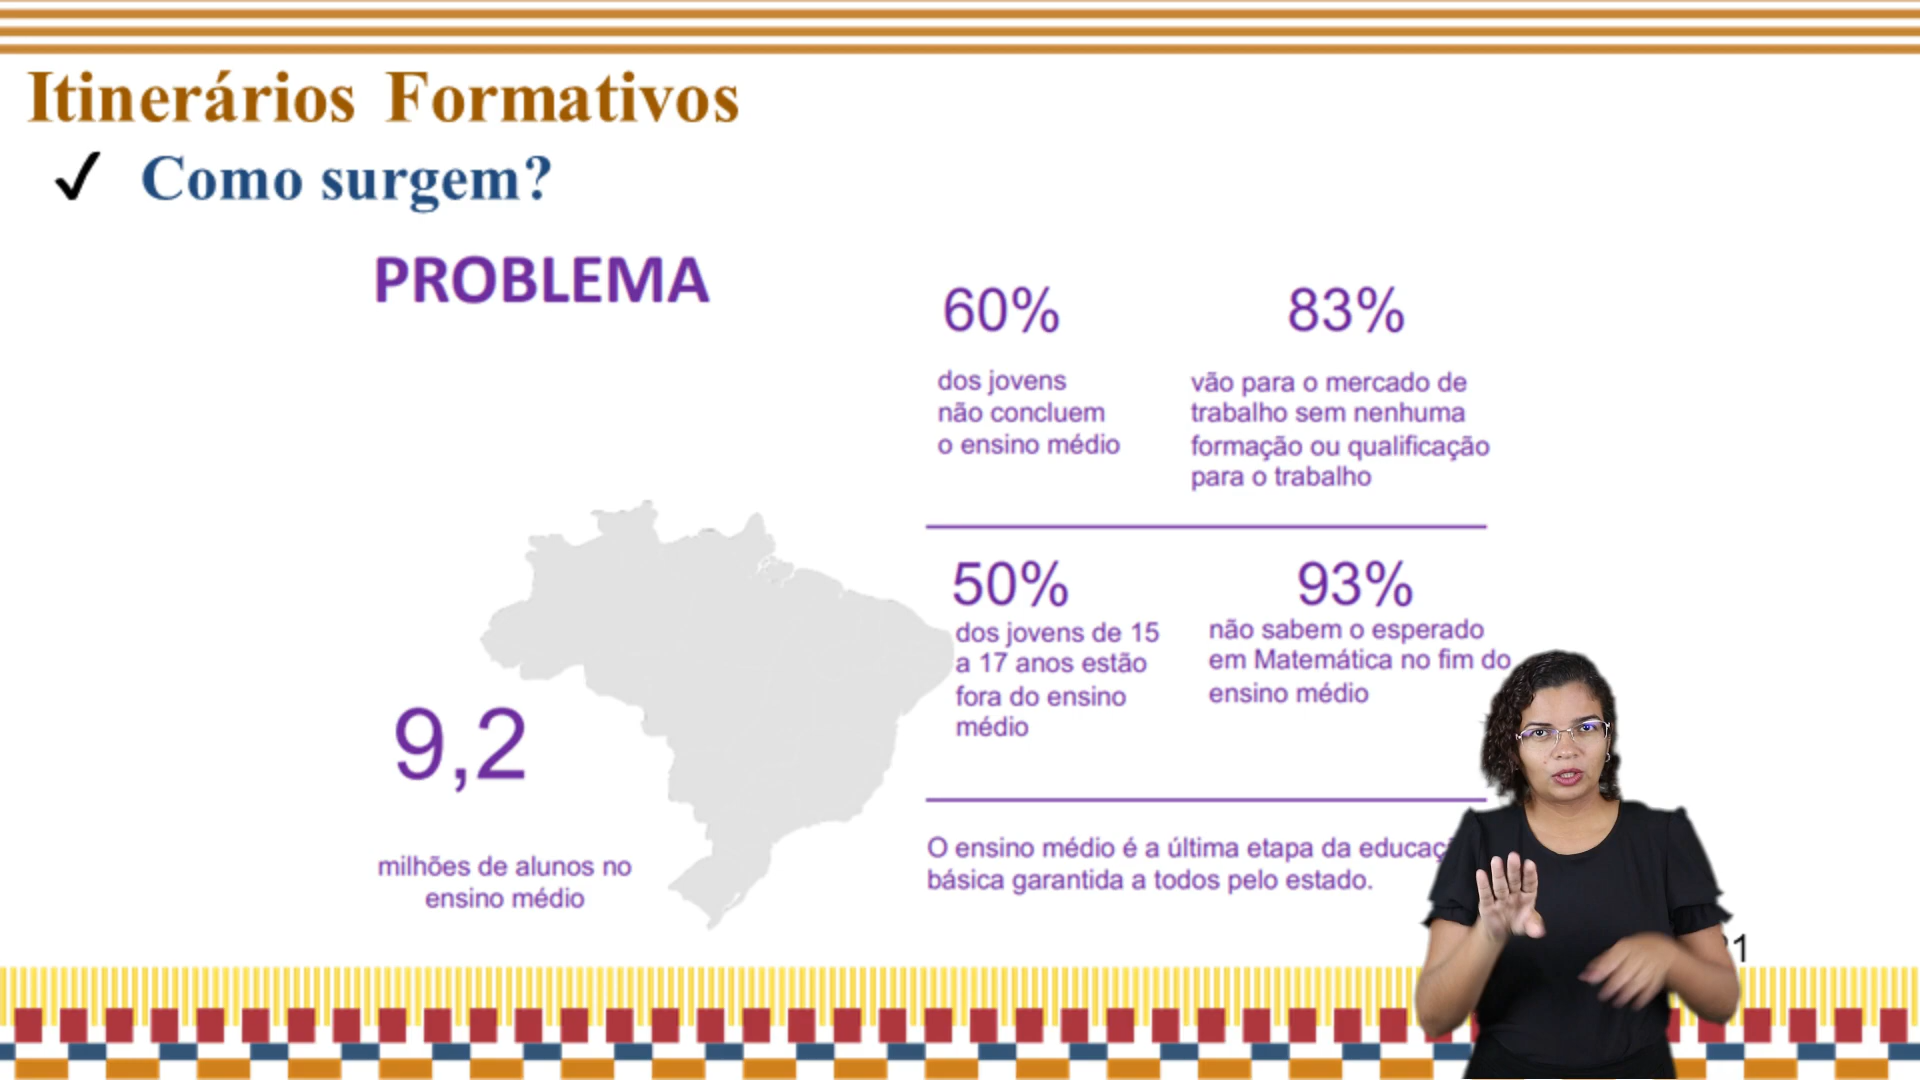 Itinerários Formativos
✓ Como surgem?
PROBLEMA
60%
dos jovens
não concluem
o ensino médio
83%
vão para o mercado de
trabalho sem nenhuma
formação ou qualificação
para o trabalho
50%
dos jovens de 15
a 17 anos estão
fora do ensino
médio
93%
não sabem o esperado
em Matemática no fim do
ensino médio
9,2
milhões de alunos no
ensino médio
O ensino médio é a última etapa da
básica garantida a todos pelo estado.